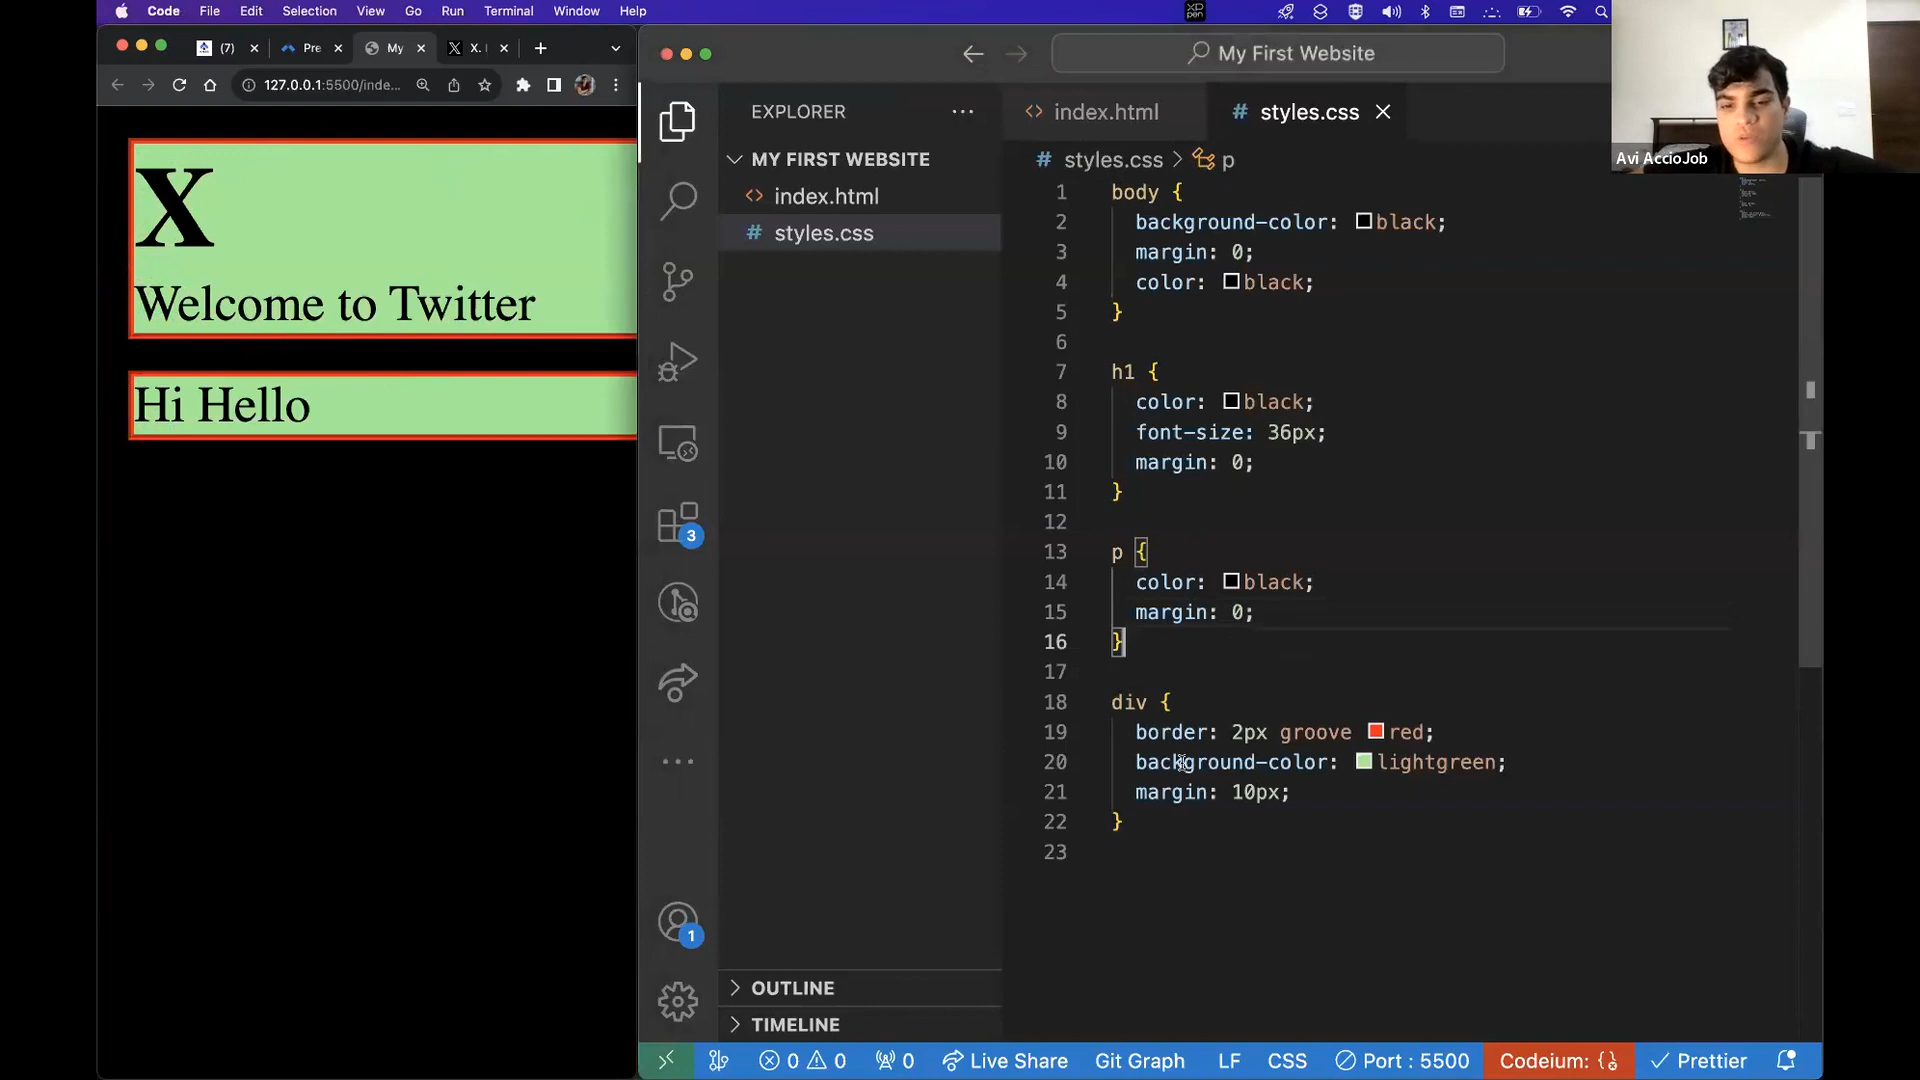 Code File Edit Selection View Go Run Terminal Window Help
XP
PEN
(7) Pre My X.
127.0.0.1:5500/inde...
X
Welcome to Twitter
Hi Hello
My First Website
EXPLORER
MY FIRST WEBSITE
index.html
styles.css
3
1
OUTLINE
TIMELINE
index.html styles.css
styles.css > p
1 body {
2 background-color: black;
3 margin: 0;
4 color: black;
5 }
6
7 h1 {
8 color: black;
9 font-size: 36px;
10 margin: 0;
11 }
12
13 p {
14 color: black;
15 margin: 0;
16 }
17
18 div {
19 border: 2px groove red;
20 background-color: lightgreen;
21 margin: 10px;
22 }
23
Avi AccioJob
0 0 0 Live Share Git Graph LF CSS Port : 5500 Codeium: {} Prettier